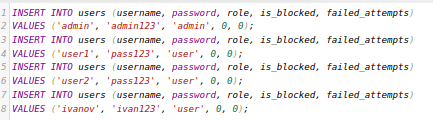 1 INSERT INTO users (username, password, role, is_blocked, failed_attempts)
2 VALUES ('admin', 'admin123', 'admin', 0, 0);
3 INSERT INTO users (username, password, role, is_blocked, failed_attempts)
4 VALUES ('user1', 'pass123', 'user', 0, 0);
5 INSERT INTO users (username, password, role, is_blocked, failed_attempts)
6 VALUES ('user2', 'pass123', 'user', 0, 0);
7 INSERT INTO users (username, password, role, is_blocked, failed_attempts)
8 VALUES ('ivanov', 'ivan123', 'user', 0, 0);